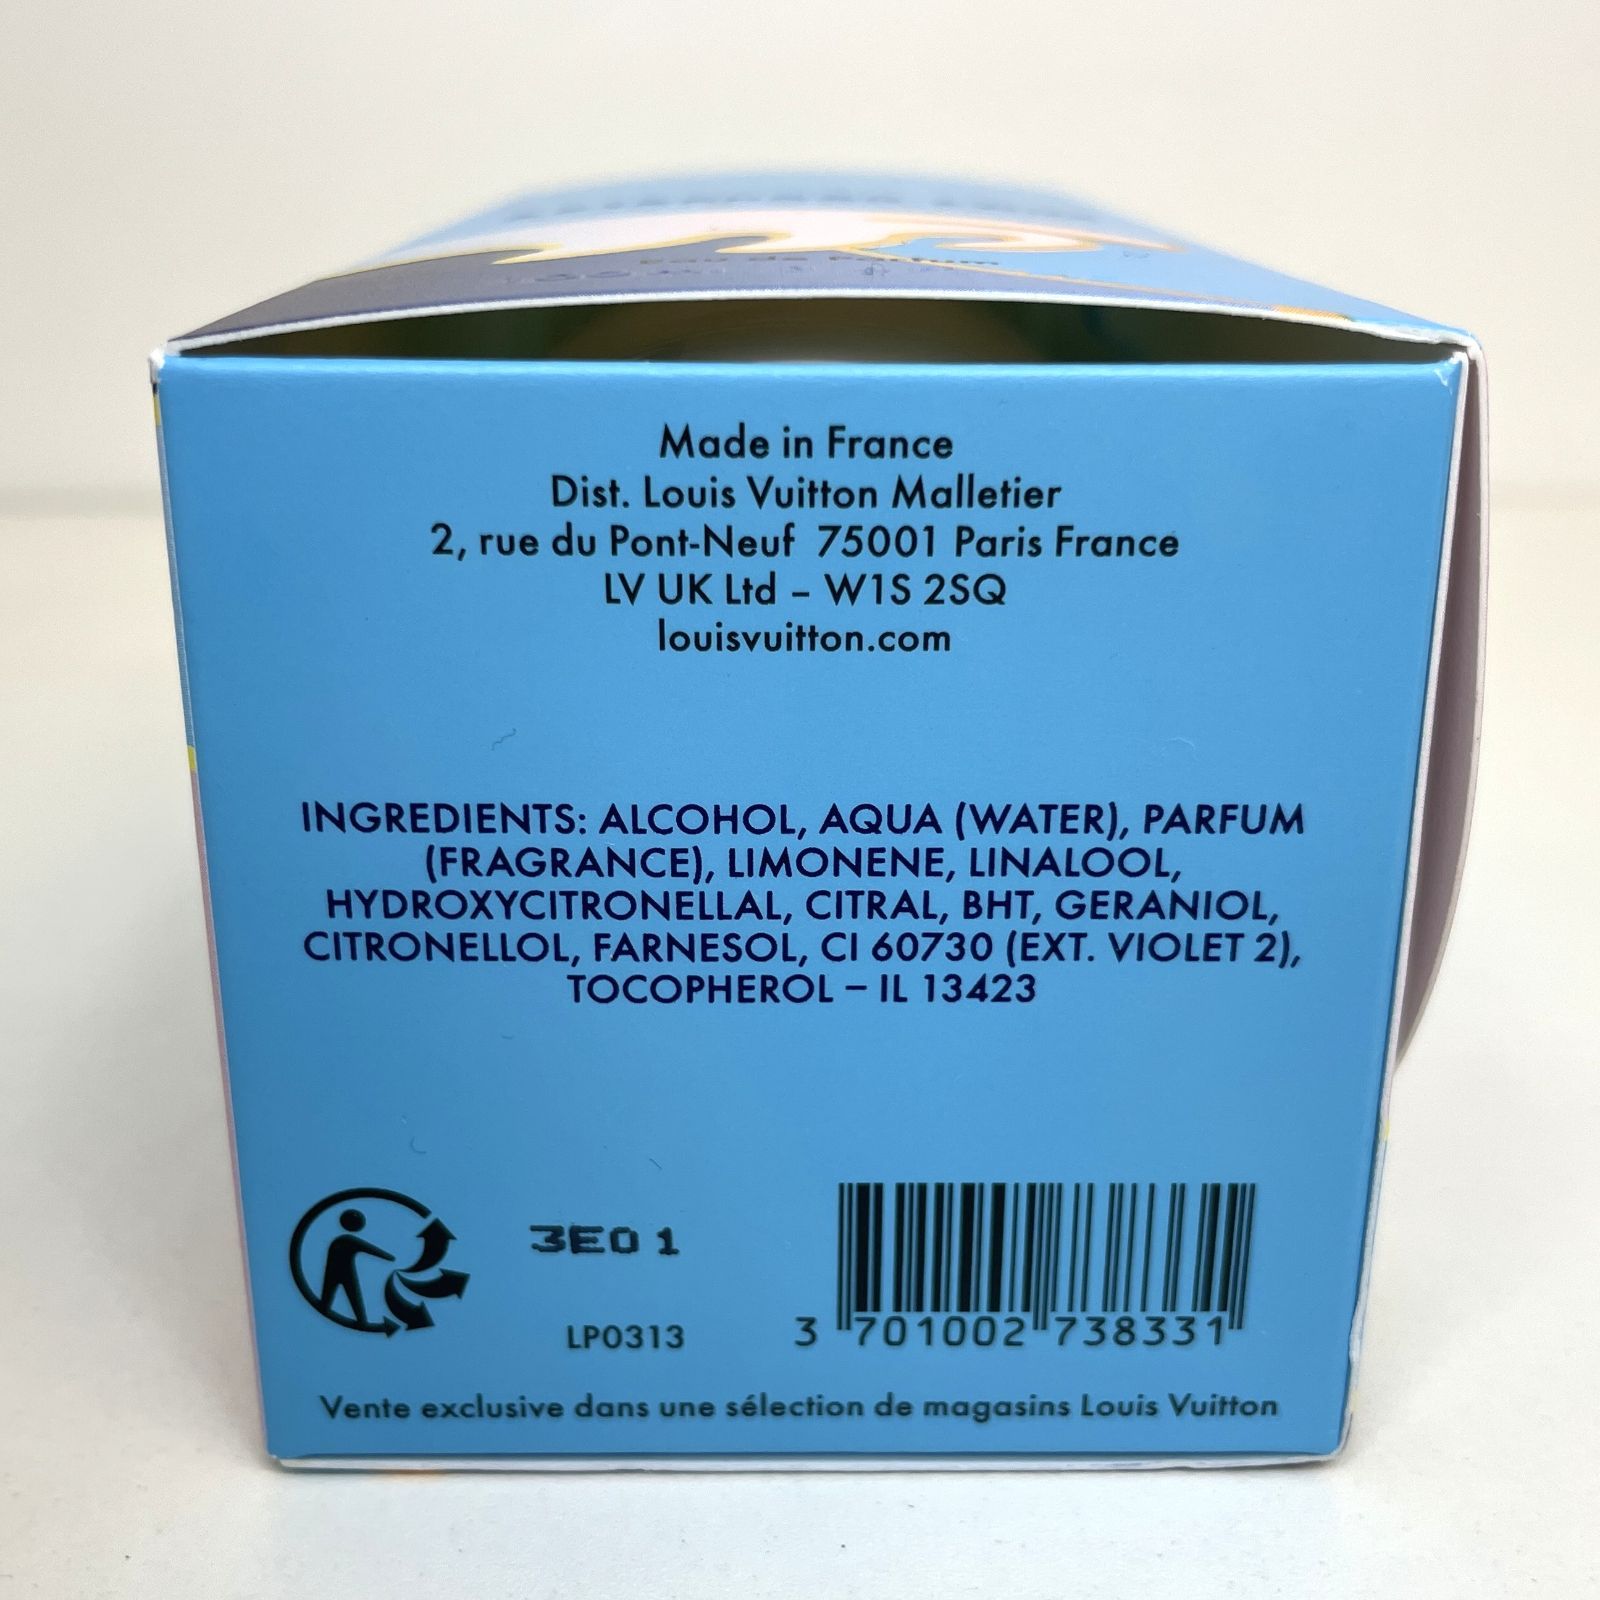 Eau de Parfum
Made in France
Dist. Louis Vuitton Malletier
2, rue du Pont-Neuf 75001 Paris France
LV UK Ltd – W1S 2SQ
louisvuitton.com
INGREDIENTS: ALCOHOL, AQUA (WATER), PARFUM
(FRAGRANCE), LIMONENE, LINALOOL,
HYDROXYCITRONELLAL, CITRAL, BHT, GERANIOL,
CITRONELLOL, FARNESOL, CI 60730 (EXT. VIOLET 2),
TOCOPHEROL – IL 13423
3E01
LP0313
3 701002 738331
Vente exclusive dans une sélection de magasins Louis Vuitton